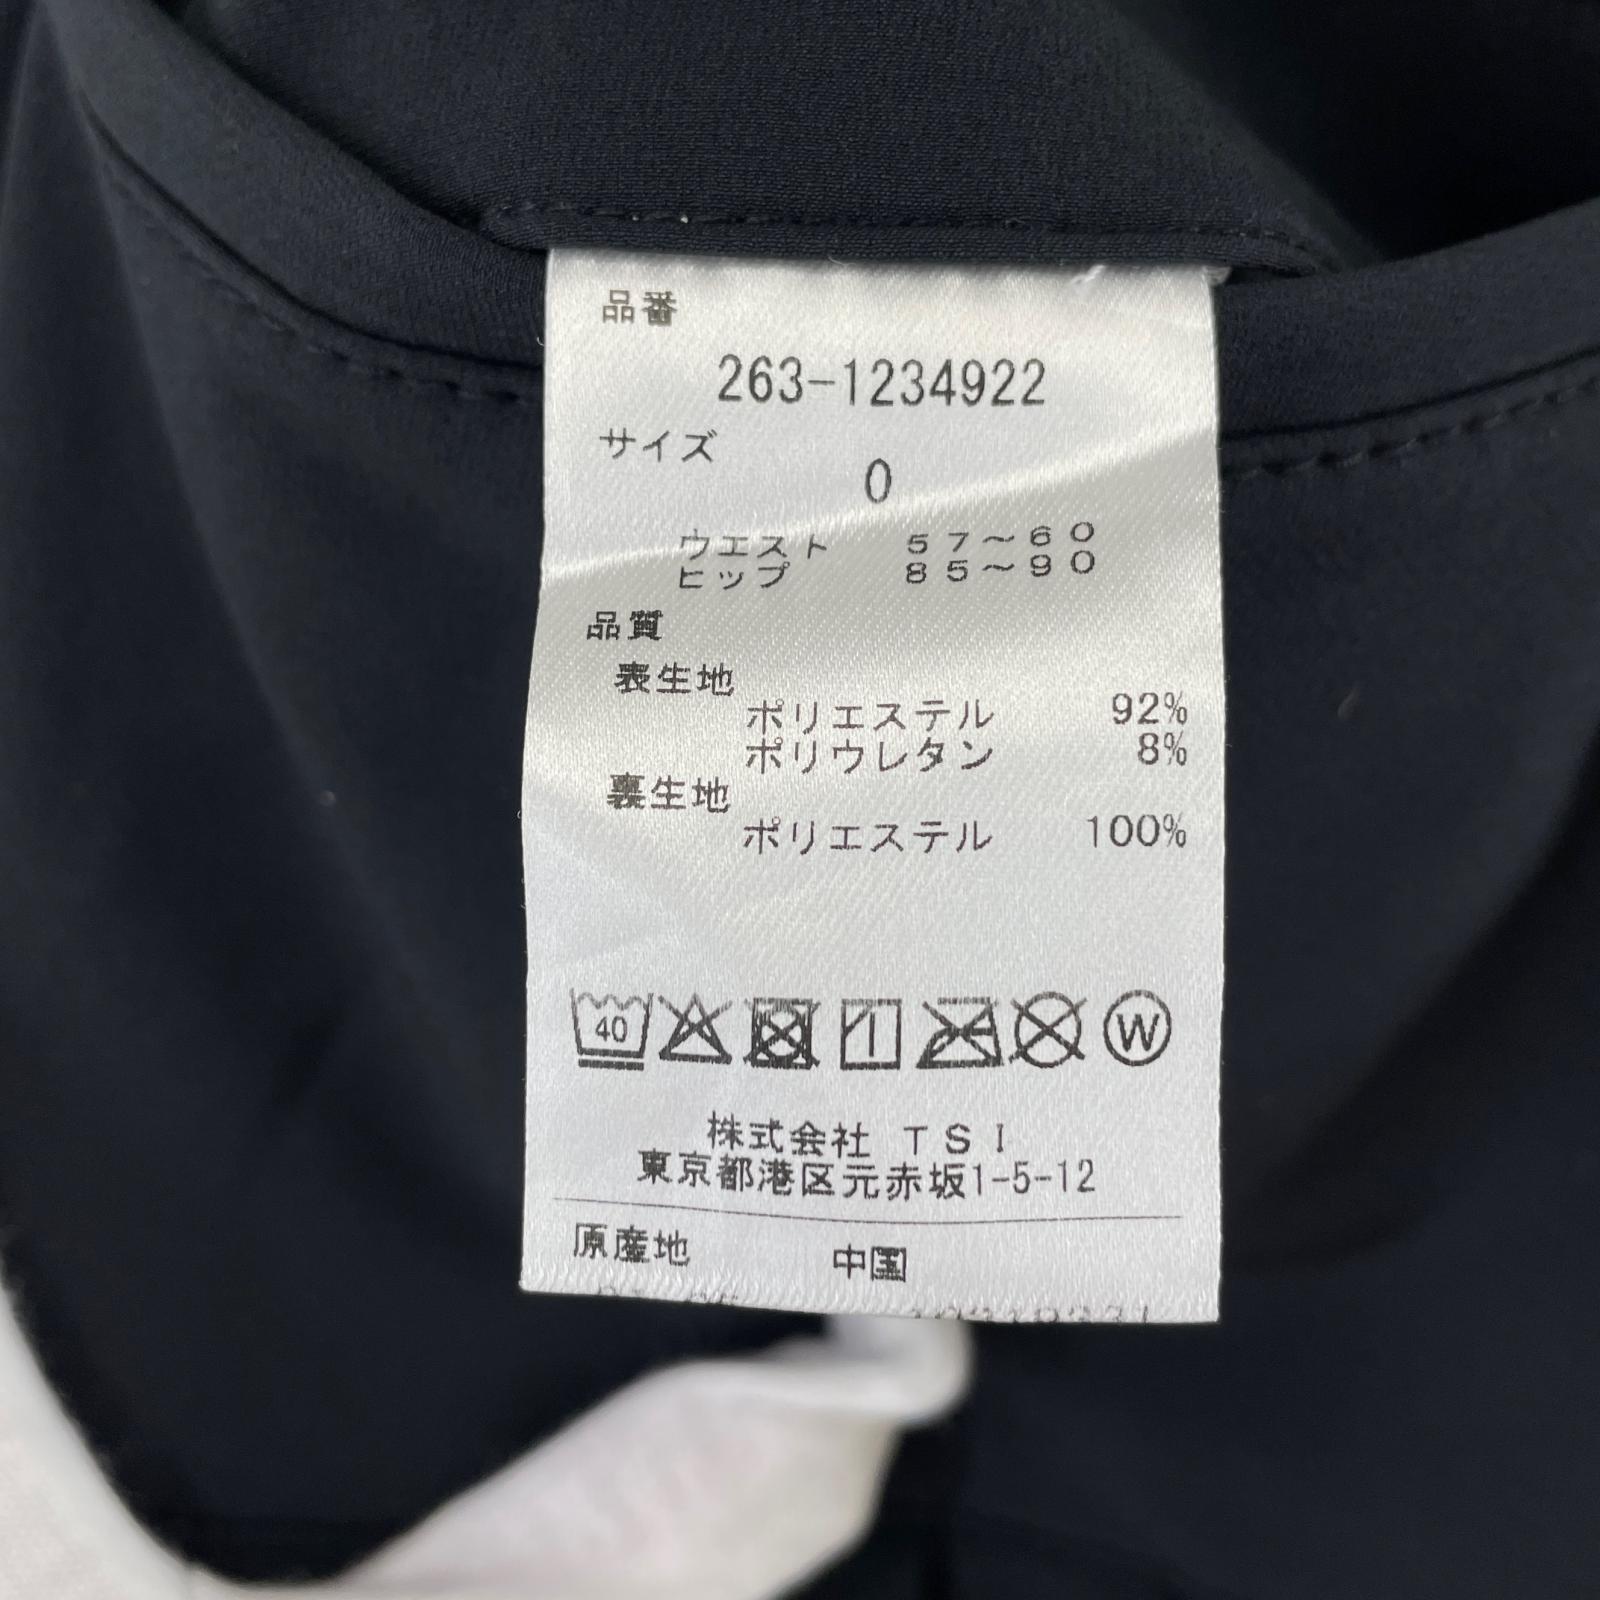 品番
263-1234922
サイズ
0
ウエスト 57～60
ヒップ 85～90
品質
表生地
ポリエステル 92%
ポリウレタン 8%
裏生地
ポリエステル 100%
40
W
株式会社 TSI
東京都港区元赤坂1-5-12
原産地 中国